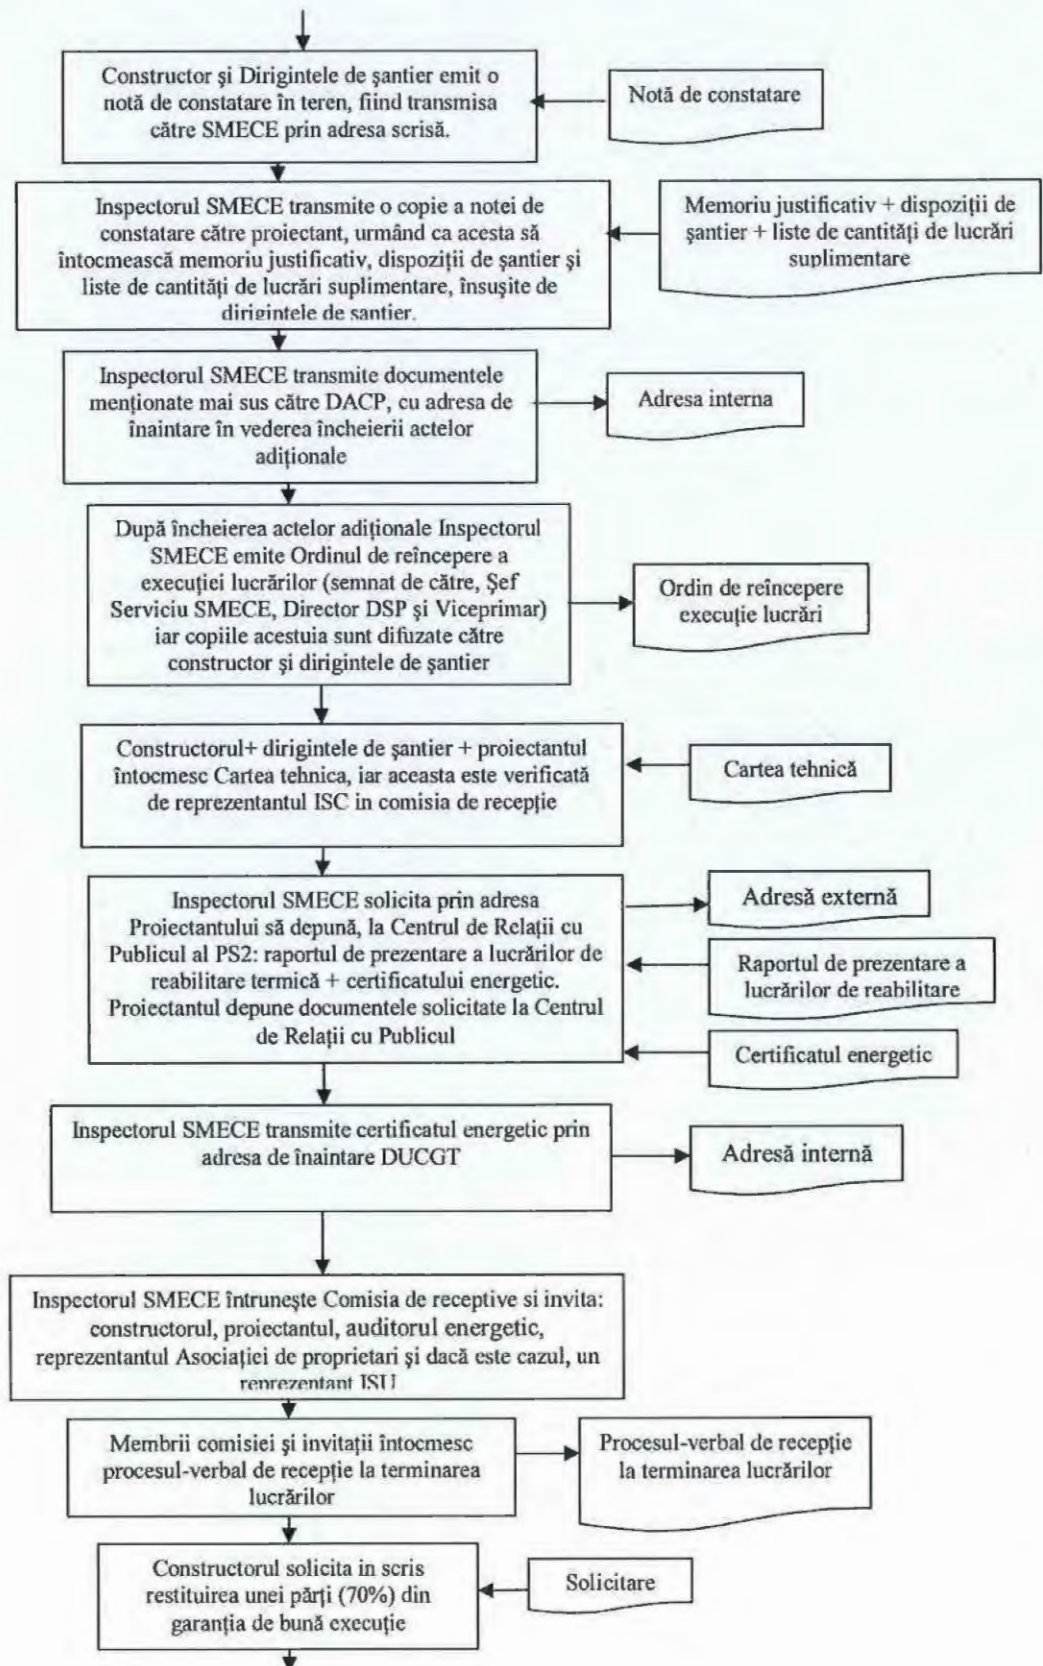 Constructor şi Dirigintele de şantier emit o
notă de constatare în teren, fiind transmisa
către SMECE prin adresa scrisă.
Notă de constatare
Inspectorul SMECE transmite o copie a notei de
constatare către proiectant, urmând ca acesta să
întocmească memoriu justificativ, dispoziţii de şantier şi
liste de cantităţi de lucrări suplimentare, însuşite de
dirigintele de santier.
Memoriu justificativ + dispoziţii de
şantier + liste de cantităţi de lucrări
suplimentare
Inspectorul SMECE transmite documentele
menţionate mai sus către DACP, cu adresa de
înaintare în vederea încheierii actelor
adiţionale
Adresa interna
După încheierea actelor adiţionale Inspectorul
SMECE emite Ordinul de reîncepere a
execuţiei lucrărilor (semnat de către, Şef
Serviciu SMECE, Director DSP şi Viceprimar)
iar copiile acestuia sunt difuzate către
constructor şi dirigintele de şantier
Ordin de reîncepere
execuţie lucrări
Constructorul+ dirigintele de şantier + proiectantul
întocmesc Cartea tehnica, iar aceasta este verificată
de reprezentantul ISC in comisia de recepţie
Cartea tehnică
Inspectorul SMECE solicita prin adresa
Proiectantului să depună, la Centrul de Relaţii cu
Publicul al PS2: raportul de prezentare a lucrărilor de
reabilitare termică + certificatului energetic.
Proiectantul depune documentele solicitate la Centrul
de Relaţii cu Publicul
Adresă externă
Raportul de prezentare a
lucrărilor de reabilitare
Certificatul energetic
Inspectorul SMECE transmite certificatul energetic prin
adresa de înaintare DUCGT
Adresă internă
Inspectorul SMECE întruneşte Comisia de receptive si invita:
constructorul, proiectantul, auditorul energetic,
reprezentantul Asociaţiei de proprietari şi dacă este cazul, un
reprezentant ISU
Membrii comisiei şi invitaţii întocmesc
procesul-verbal de recepţie la terminarea
lucrărilor
Procesul-verbal de recepţie
la terminarea lucrărilor
Constructorul solicita in scris
restituirea unei părţi (70%) din
garanţia de bună execuţie
Solicitare